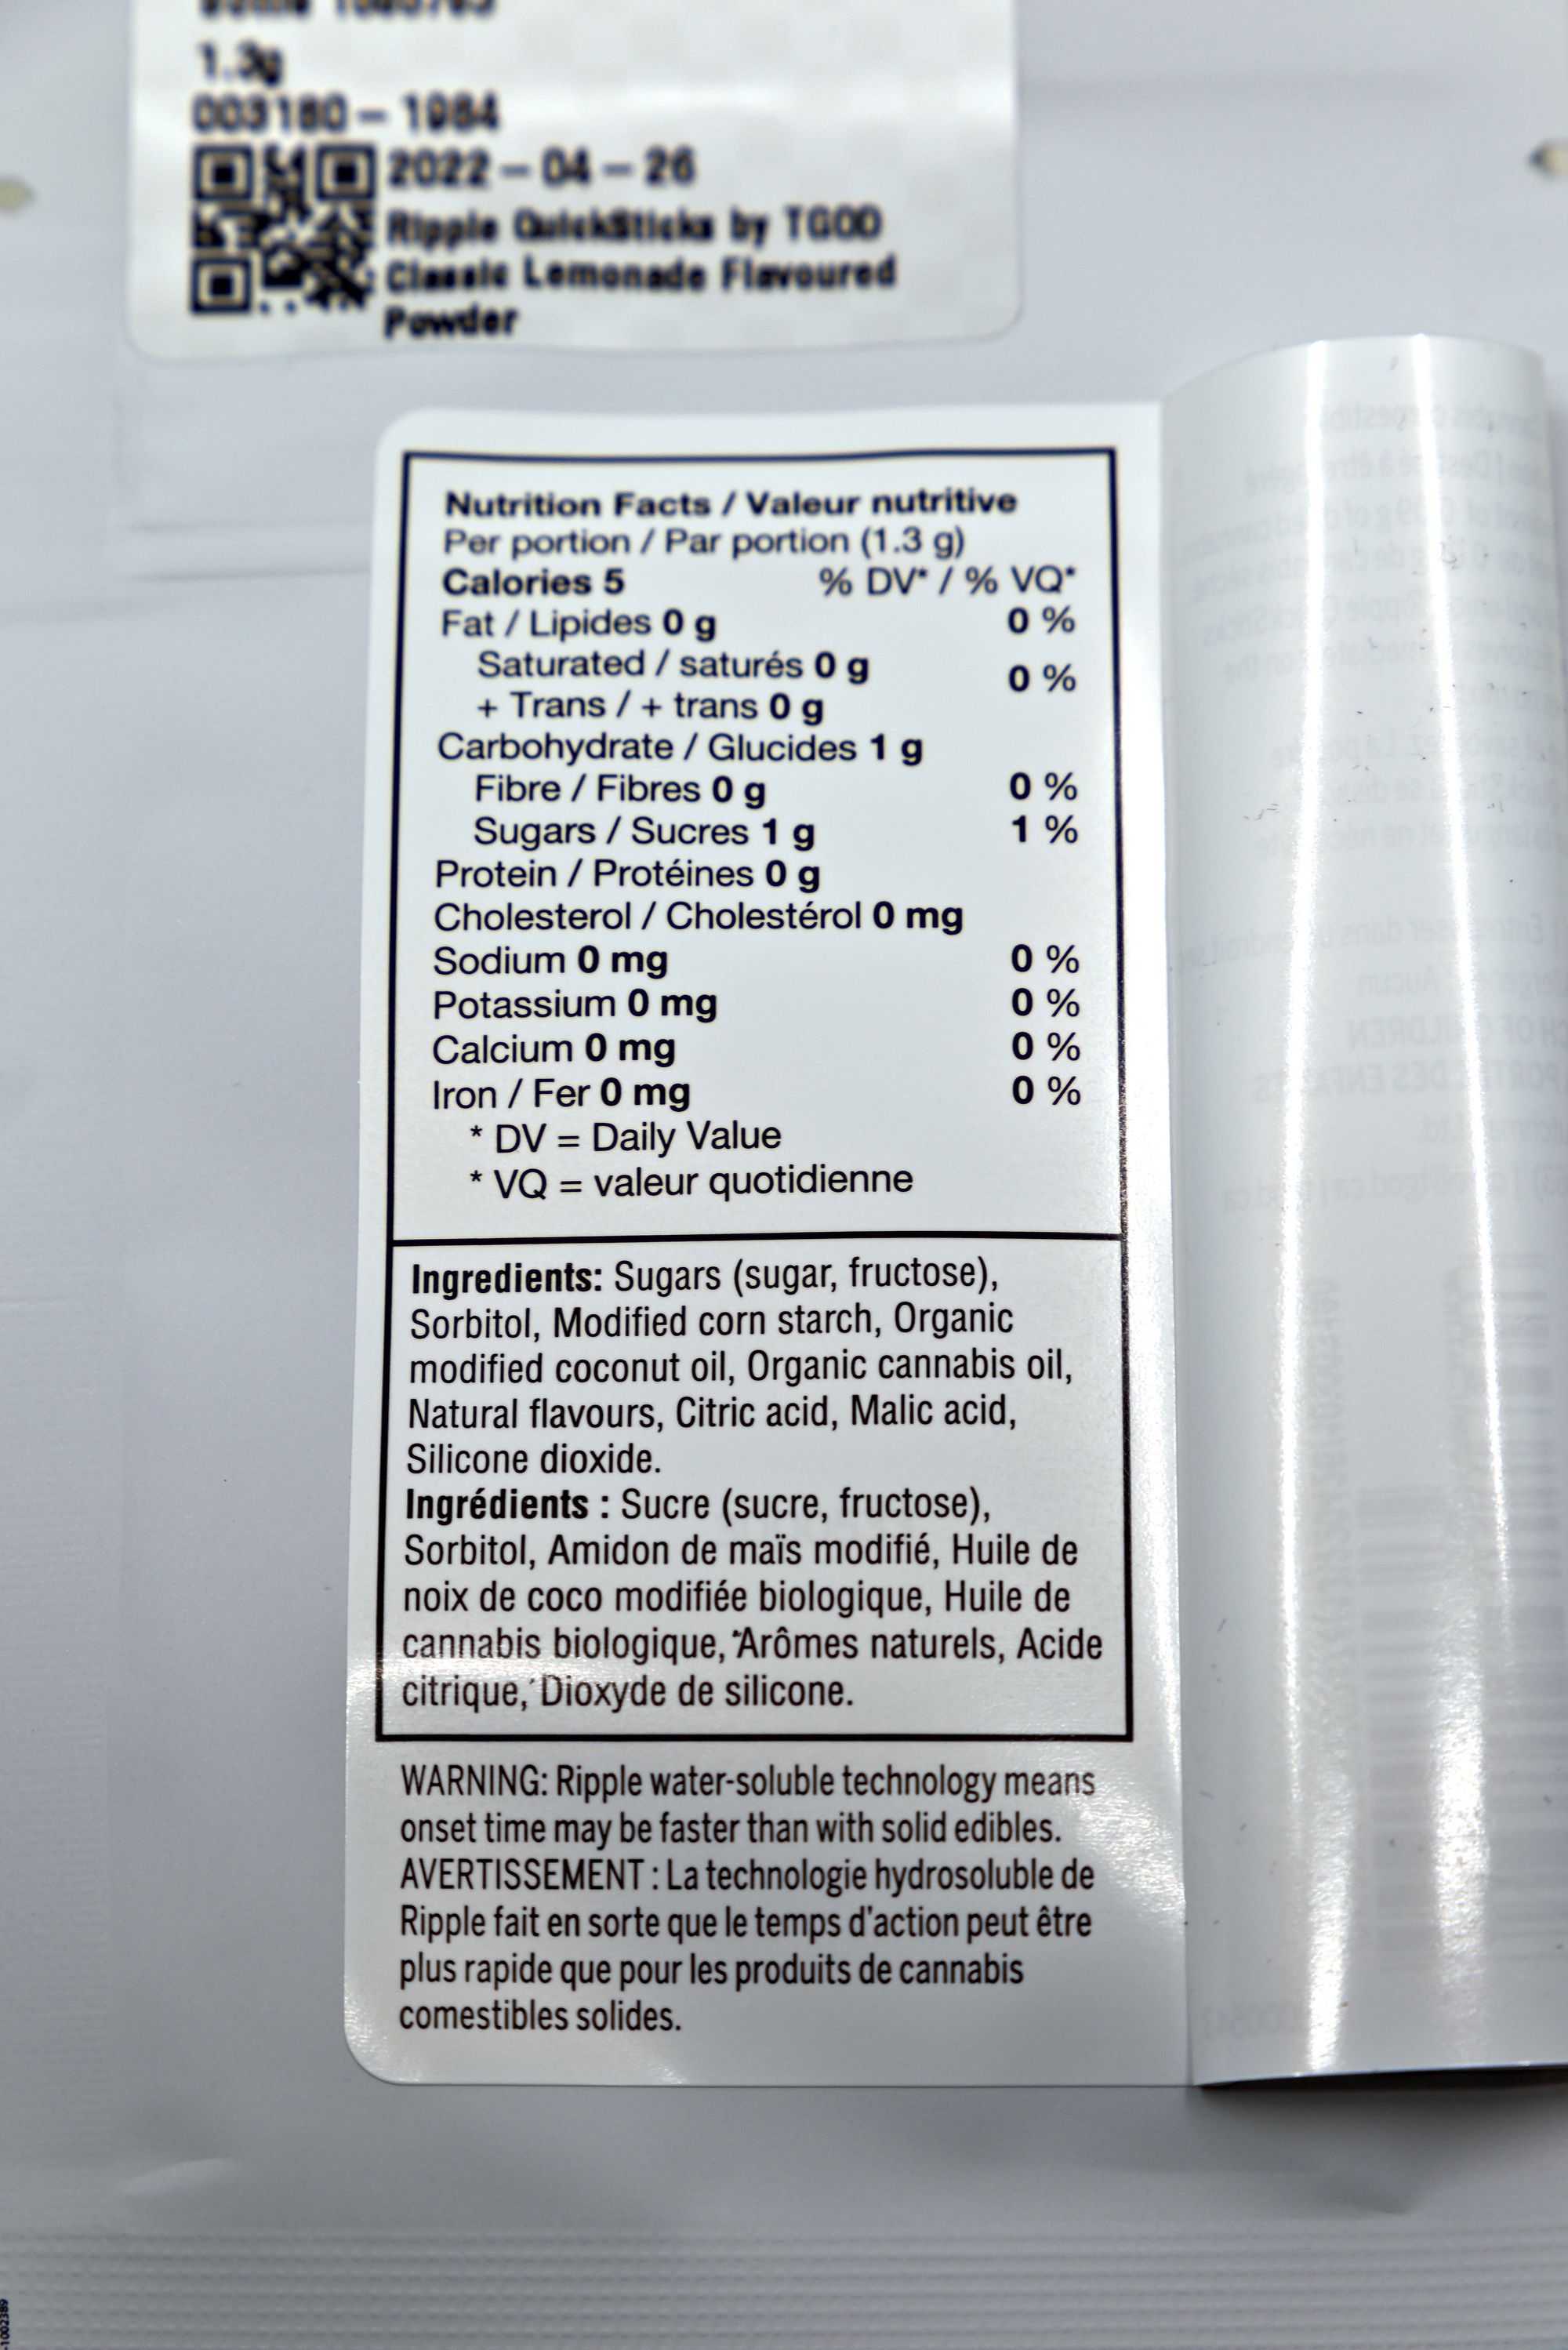 1.3g
003180 – 1984
2022 – 04 – 26
Ripple QuickSticks by TGOD
Classic Lemonade Flavoured
Powder
Nutrition Facts / Valeur nutritive
Per portion / Par portion (1.3 g)
Calories 5 % DV* / % VQ*
Fat / Lipides 0 g 0 %
Saturated / saturés 0 g
+ Trans / + trans 0 g 0 %
Carbohydrate / Glucides 1 g
Fibre / Fibres 0 g 0 %
Sugars / Sucres 1 g 1 %
Protein / Protéines 0 g
Cholesterol / Cholestérol 0 mg
Sodium 0 mg 0 %
Potassium 0 mg 0 %
Calcium 0 mg 0 %
Iron / Fer 0 mg 0 %
* DV = Daily Value
* VQ = valeur quotidienne
Ingredients: Sugars (sugar, fructose),
Sorbitol, Modified corn starch, Organic
modified coconut oil, Organic cannabis oil,
Natural flavours, Citric acid, Malic acid,
Silicone dioxide.
Ingrédients : Sucre (sucre, fructose),
Sorbitol, Amidon de maïs modifié, Huile de
noix de coco modifiée biologique, Huile de
cannabis biologique, Arômes naturels, Acide
citrique, Dioxyde de silicone.
WARNING: Ripple water-soluble technology means
onset time may be faster than with solid edibles.
AVERTISSEMENT : La technologie hydrosoluble de
Ripple fait en sorte que le temps d'action peut être
plus rapide que pour les produits de cannabis
comestibles solides.
-1002389